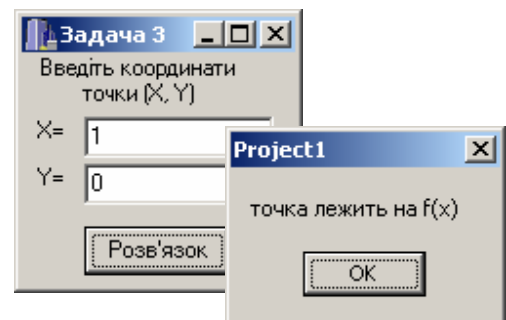 Задача 3
Введіть координати
точки (X, Y)
X= 1
Y= 0
Розв'язок
Project1
точка лежить на f(x)
OK